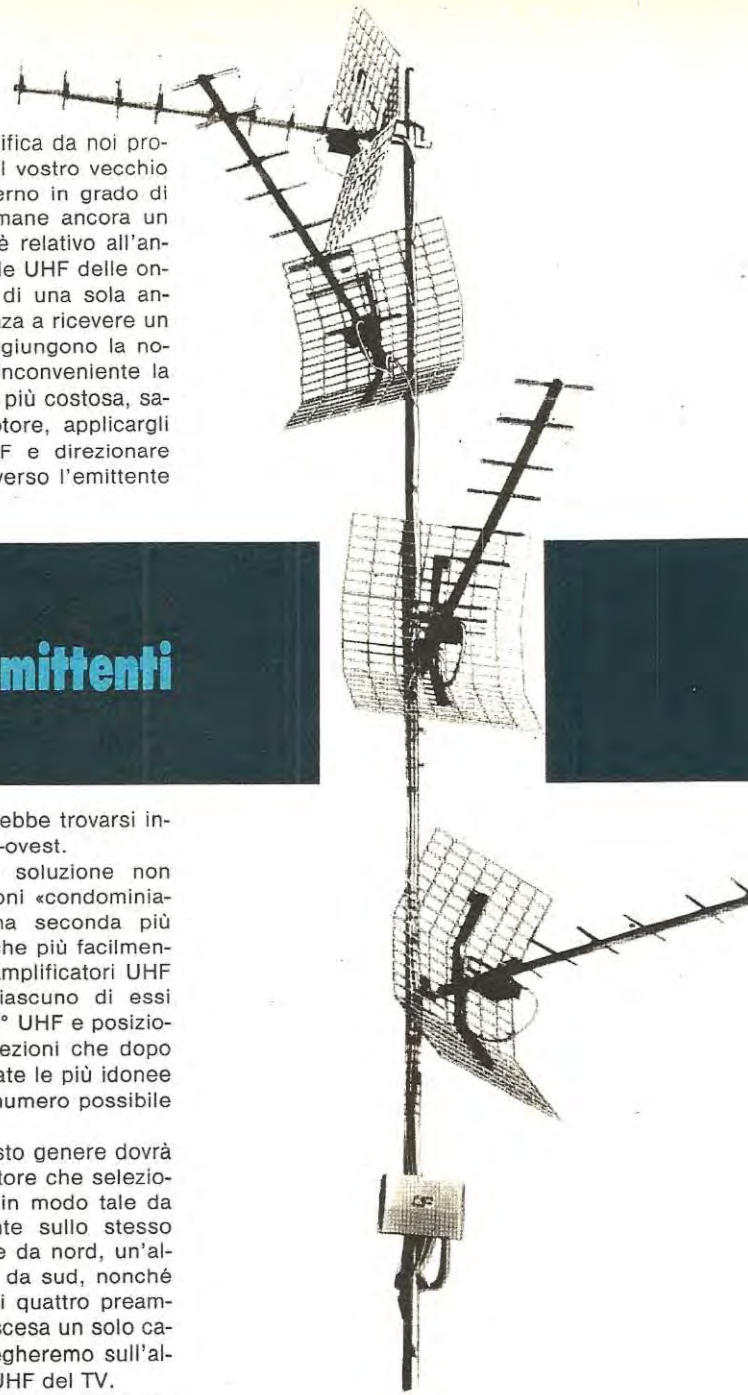 ifica da noi pro-
l vostro vecchio
erno in grado di
mane ancora un
è relativo all'an-
le UHF delle on-
di una sola an-
nza a ricevere un
ggiungono la no-
inconveniente la
più costosa, sa-
otore, applicargli
F e direzionare
verso l'emittente
mittenti
ebbe trovarsi in-
-ovest.
soluzione non
oni «condominia-
na seconda più
che più facilmen-
amplificatori UHF
iascuno di essi
° UHF e posizio-
ezioni che dopo
ate le più idonee
numero possibile
sto genere dovrà
tore che selezio-
in modo tale da
nte sullo stesso
e da nord, un'al-
da sud, nonché
i quattro pream-
scesa un solo ca-
egheremo sull'al-
UHF del TV.